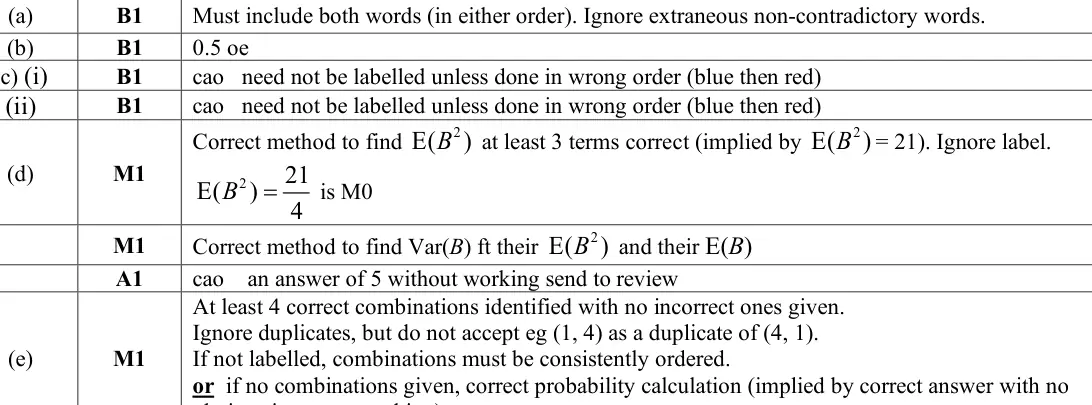 (a) B1 Must include both words (in either order). Ignore extraneous non-contradictory words.
(b) B1 0.5 oe
c) (i) B1 cao need not be labelled unless done in wrong order (blue then red)
(ii) B1 cao need not be labelled unless done in wrong order (blue then red)
Correct method to find E(B²) at least 3 terms correct (implied by E(B²) = 21). Ignore label.
(d) M1 E(B²) = 21/4 is M0
M1 Correct method to find Var(B) ft their E(B²) and their E(B)
A1 cao an answer of 5 without working send to review
At least 4 correct combinations identified with no incorrect ones given.
Ignore duplicates, but do not accept eg (1, 4) as a duplicate of (4, 1).
(e) M1 If not labelled, combinations must be consistently ordered.
or if no combinations given, correct probability calculation (implied by correct answer with no